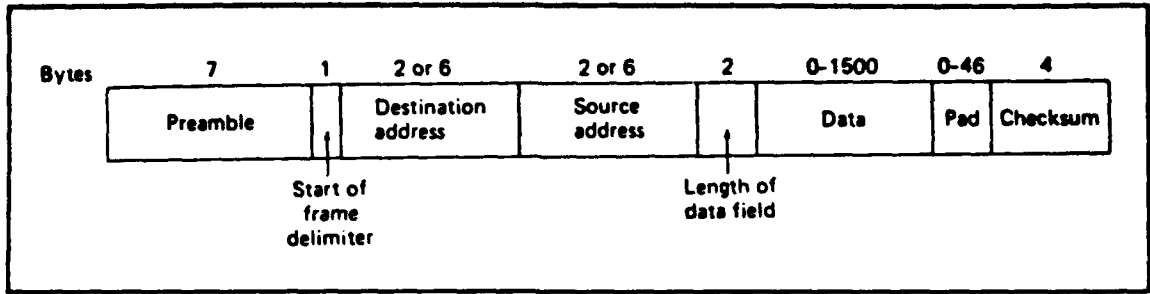 Bytes 7 1 2 or 6 2 or 6 2 0-1500 0-46 4
Preamble
Destination
address
Source
address
Data
Pad
Checksum
Start of
frame
delimiter
Length of
data field